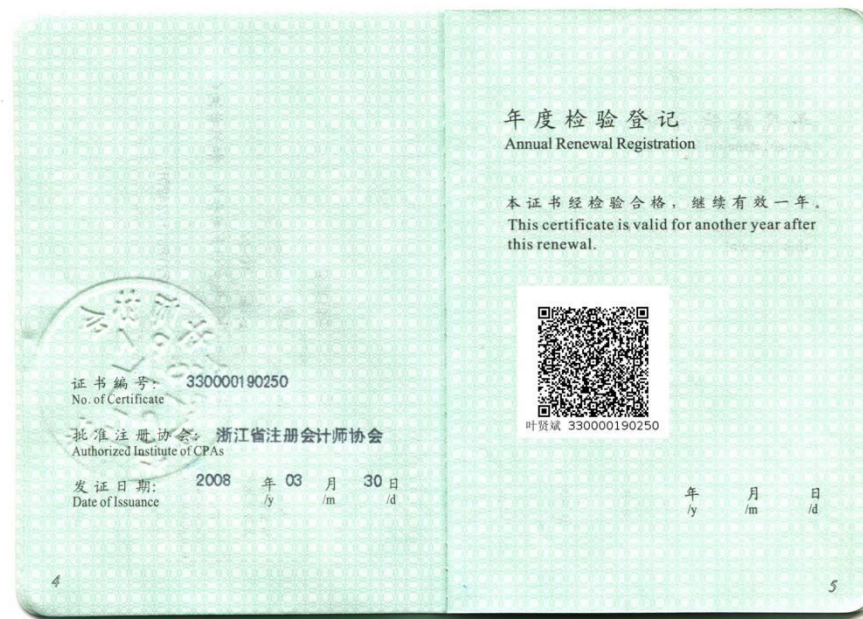 证书编号: 330000190250
No. of Certificate
批准注册协会: 浙江省注册会计师协会
Authorized Institute of CPAs
发证日期: 2008 年 03 月 30 日
Date of Issuance /y /m /d
4
年度检验登记
Annual Renewal Registration
本证书经检验合格，继续有效一年。
This certificate is valid for another year after
this renewal.
叶贤斌 330000190250
年 月 日
/y /m /d
5